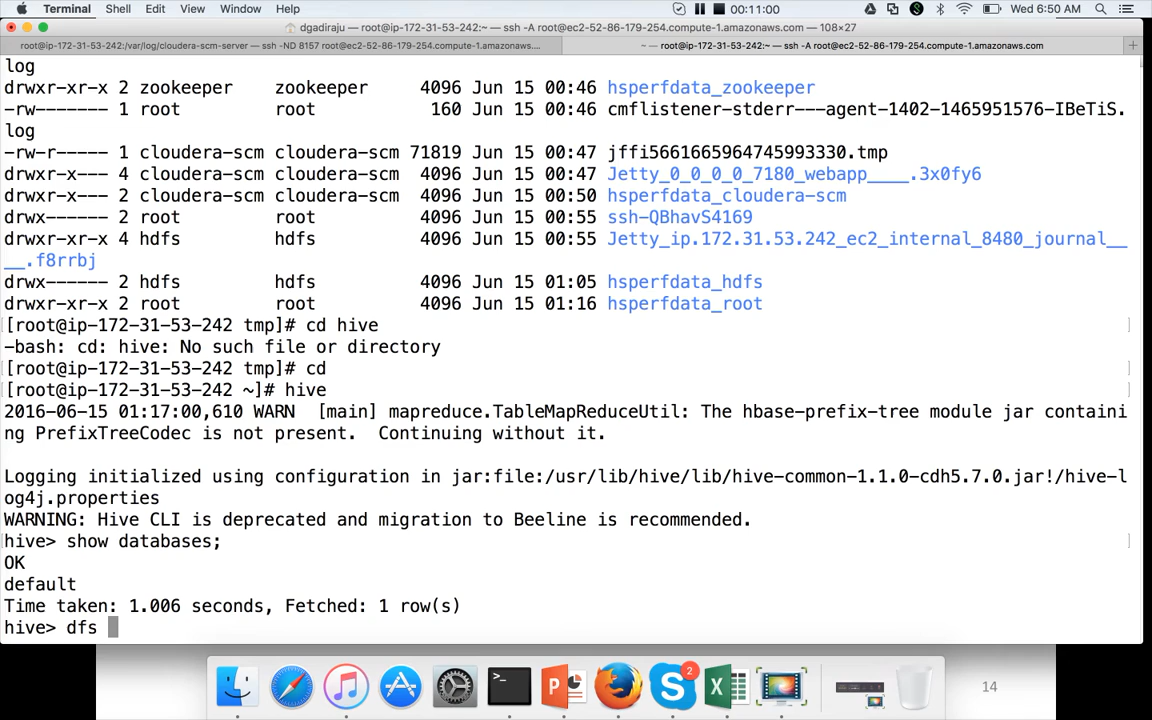 Terminal Shell Edit View Window Help 00:11:00 Wed 6:50 AM
dgadiraju — root@ip-172-31-53-242:~ — ssh -A root@ec2-52-86-179-254.compute-1.amazonaws.com — 108×27
root@ip-172-31-53-242:/var/log/cloudera-scm-server — ssh -ND 8157 root@ec2-52-86-179-254.compute-1.amazonaws.... ~ — root@ip-172-31-53-242:~ — ssh -A root@ec2-52-86-179-254.compute-1.amazonaws.com
log
drwxr-xr-x 2 zookeeper zookeeper 4096 Jun 15 00:46 hsperfdata_zookeeper
-rw------- 1 root root 160 Jun 15 00:46 cmflistener-stderr---agent-1402-1465951576-IBeTiS.
log
-rw-r----- 1 cloudera-scm cloudera-scm 71819 Jun 15 00:47 jffi5661665964745993330.tmp
drwxr-x--- 4 cloudera-scm cloudera-scm 4096 Jun 15 00:47 Jetty_0_0_0_0_7180_webapp____.3x0fy6
drwxr-x--- 2 cloudera-scm cloudera-scm 4096 Jun 15 00:50 hsperfdata_cloudera-scm
drwx------ 2 root root 4096 Jun 15 00:55 ssh-QBhavS4169
drwxr-xr-x 4 hdfs hdfs 4096 Jun 15 00:55 Jetty_ip.172.31.53.242_ec2_internal_8480_journal__
__.f8rrbj
drwx------ 2 hdfs hdfs 4096 Jun 15 01:05 hsperfdata_hdfs
drwxr-xr-x 2 root root 4096 Jun 15 01:16 hsperfdata_root
[root@ip-172-31-53-242 tmp]# cd hive
-bash: cd: hive: No such file or directory
[root@ip-172-31-53-242 tmp]# cd
[root@ip-172-31-53-242 ~]# hive
2016-06-15 01:17:00,610 WARN [main] mapreduce.TableMapReduceUtil: The hbase-prefix-tree module jar containi
ng PrefixTreeCodec is not present. Continuing without it.
Logging initialized using configuration in jar:file:/usr/lib/hive/lib/hive-common-1.1.0-cdh5.7.0.jar!/hive-l
og4j.properties
WARNING: Hive CLI is deprecated and migration to Beeline is recommended.
hive> show databases;
OK
default
Time taken: 1.006 seconds, Fetched: 1 row(s)
hive> dfs
2
14